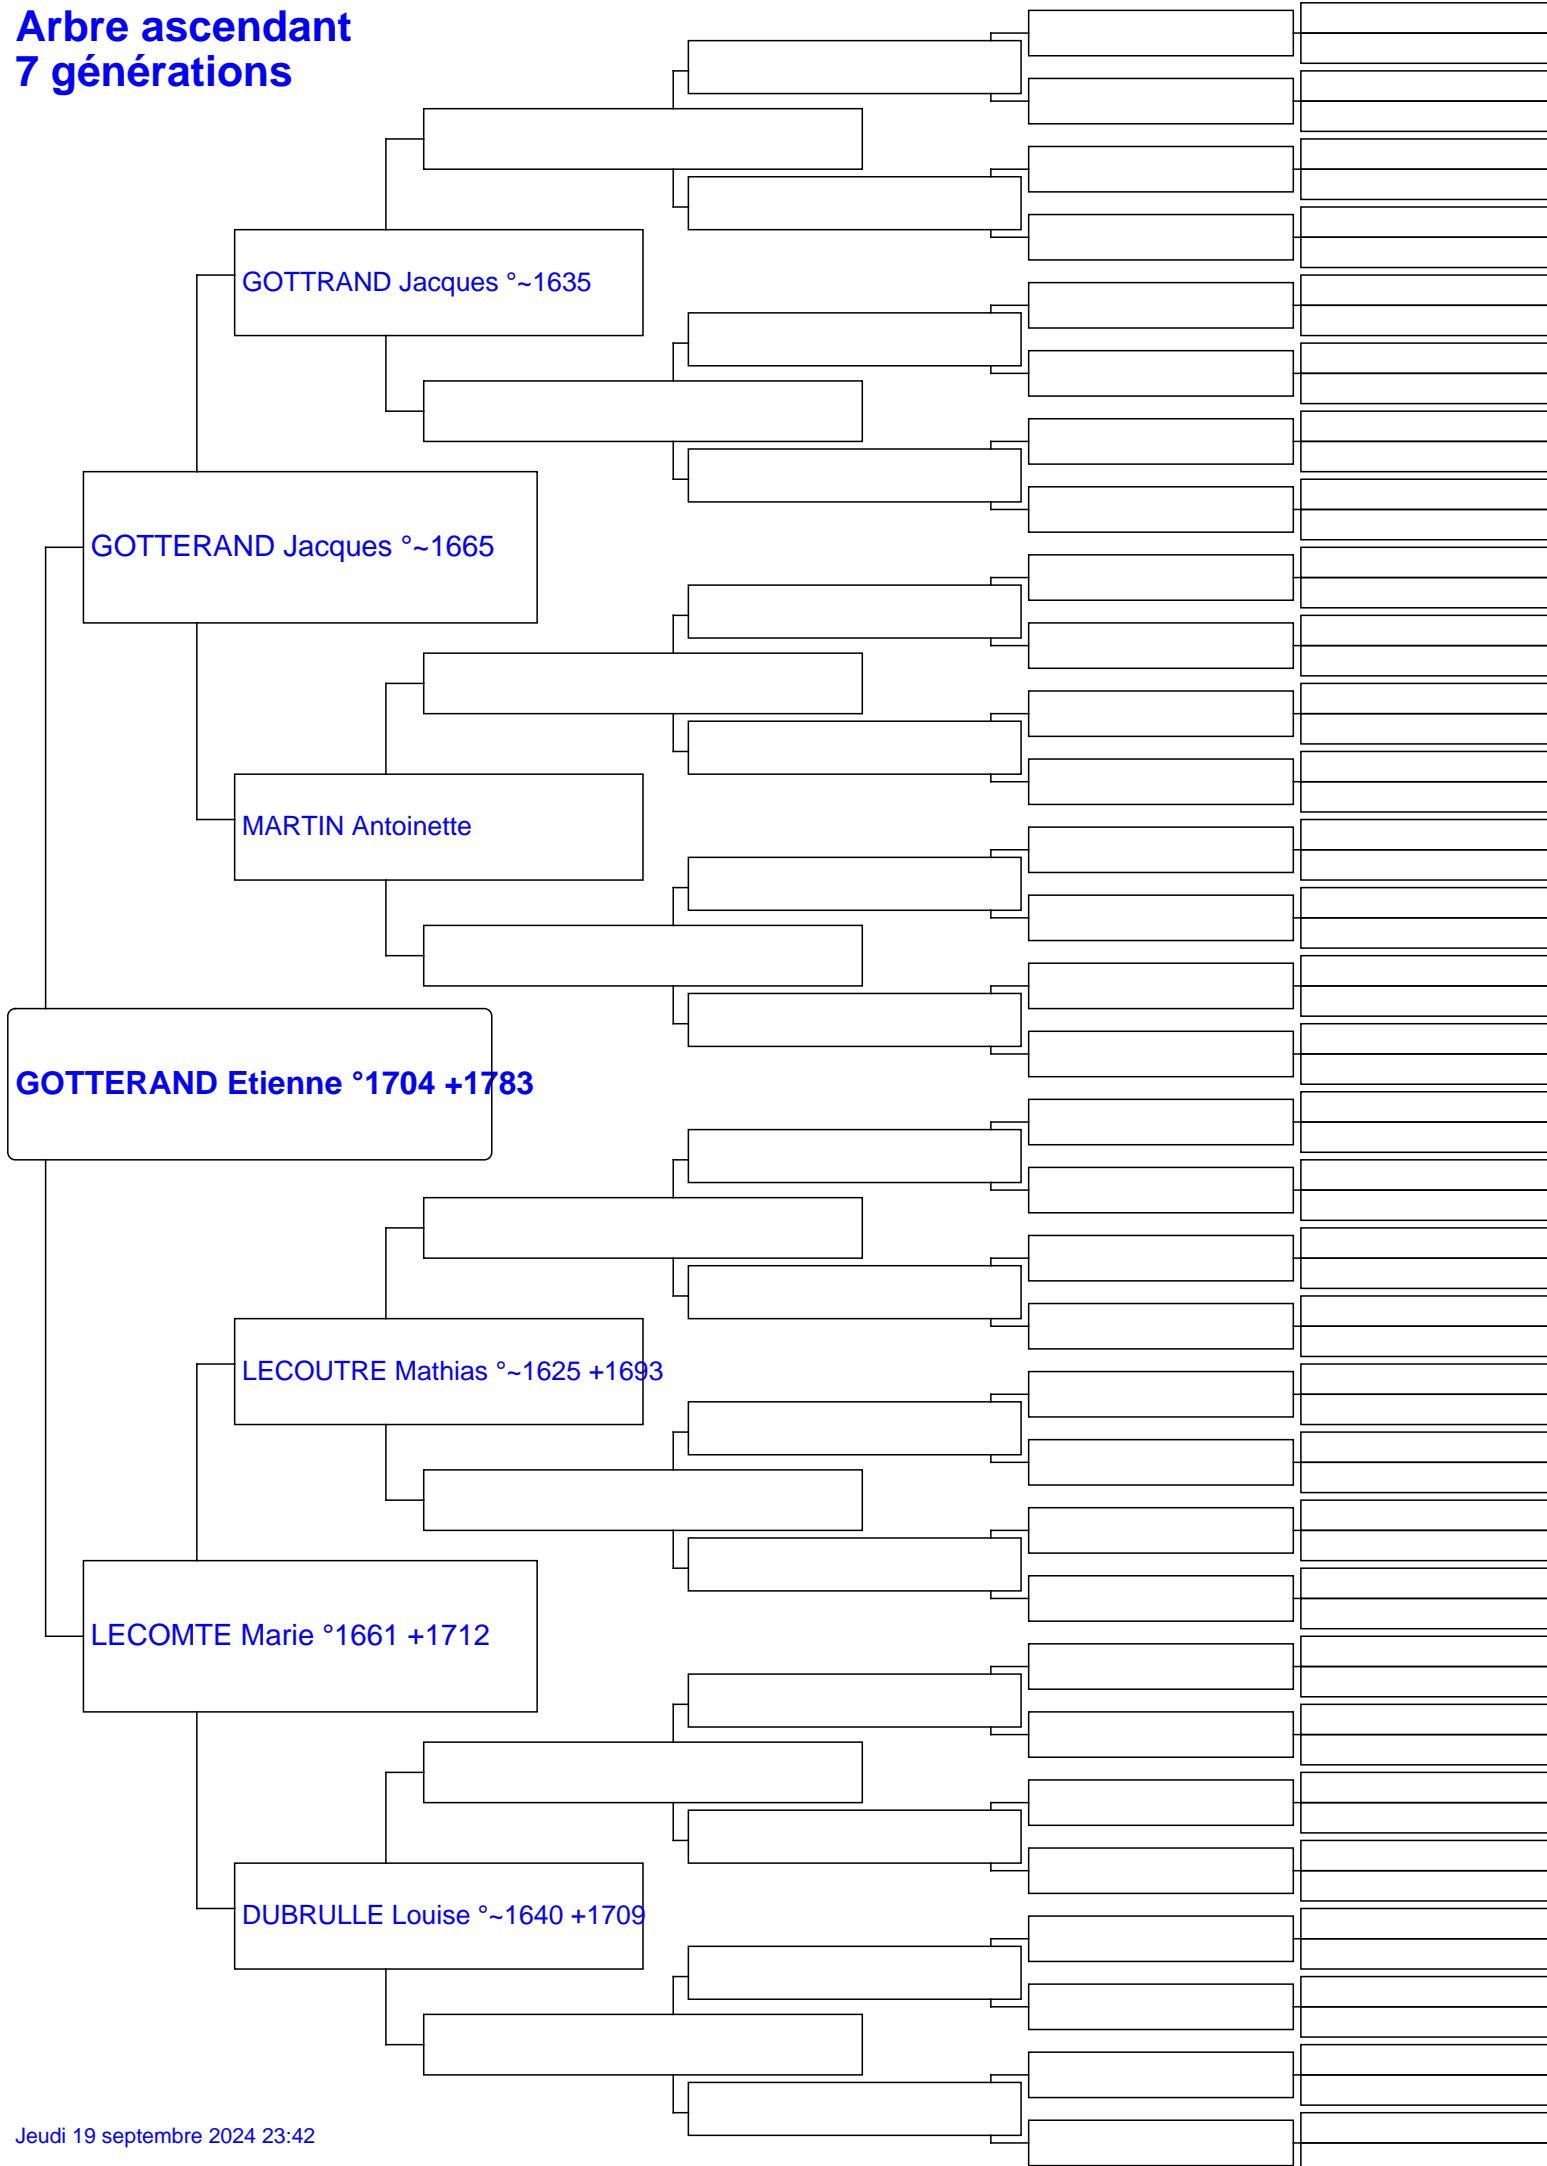 Arbre ascendant
7 générations
GOTTRAND Jacques °~1635
GOTTERAND Jacques °~1665
MARTIN Antoinette
GOTTERAND Etienne °1704 +1783
LECOUTRE Mathias °~1625 +1693
LECOMTE Marie °1661 +1712
DUBRULLE Louise °~1640 +1709
Jeudi 19 septembre 2024 23:42